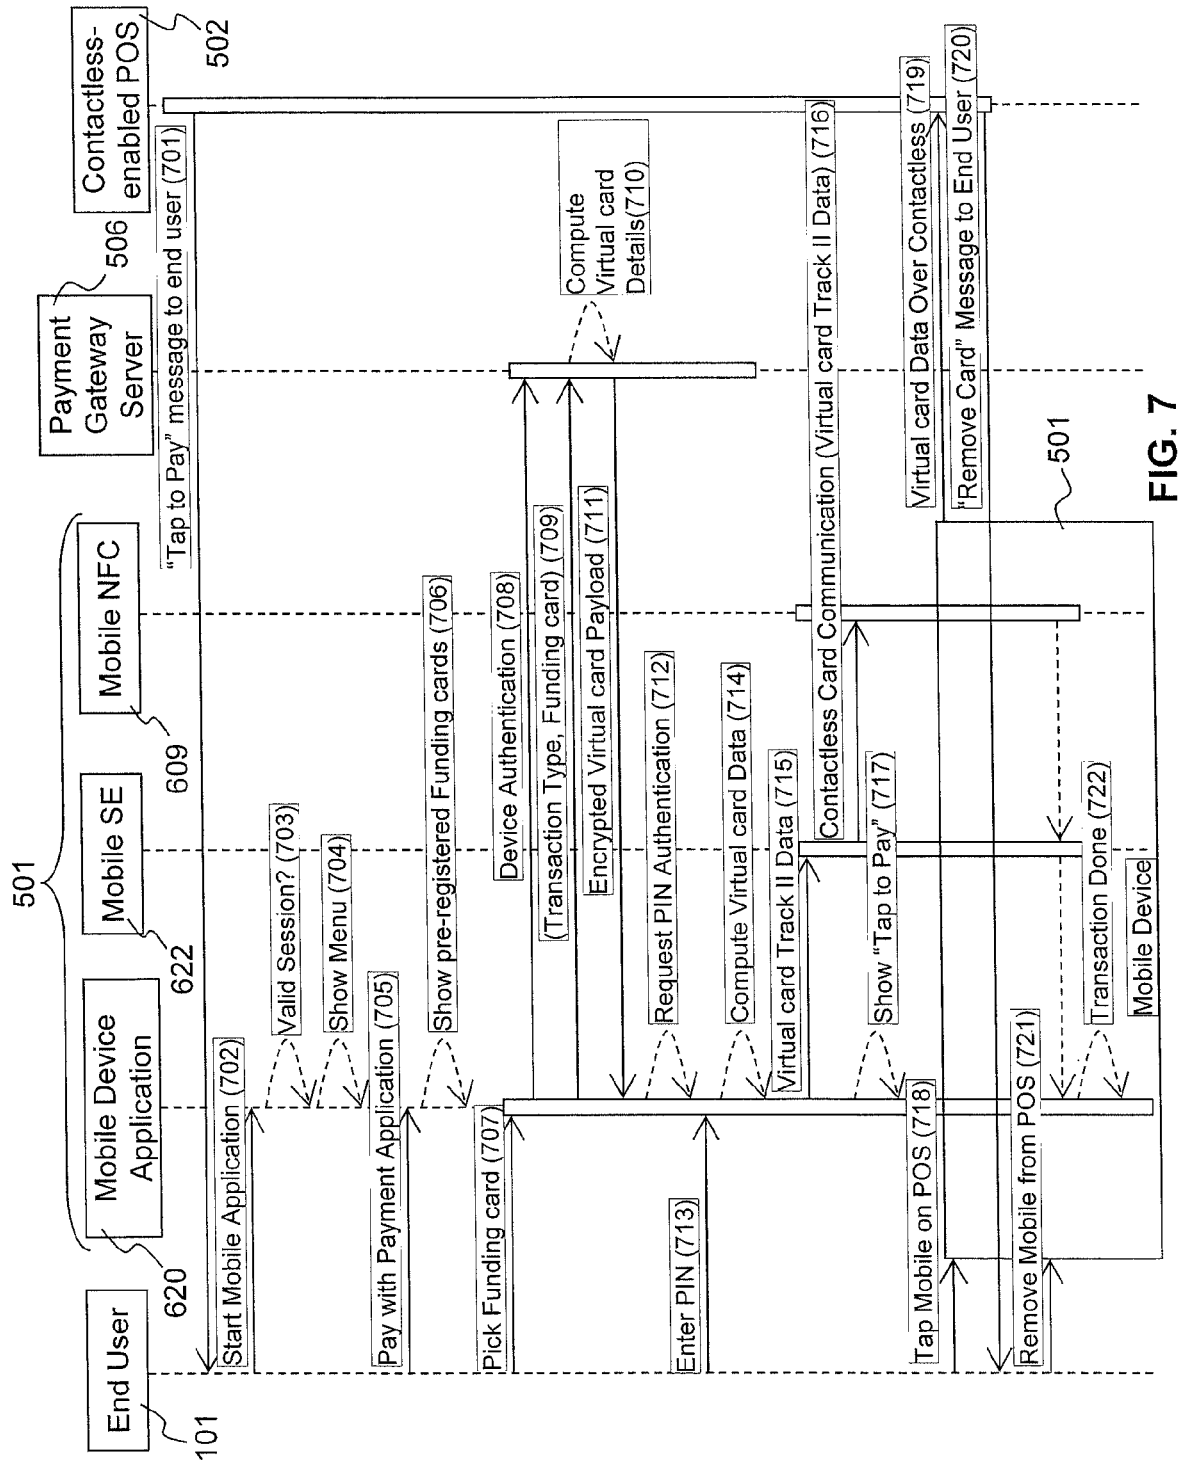 501
101
End User
620
Mobile Device
Application
622
Mobile SE
609
Mobile NFC
506
Payment
Gateway
Server
502
Contactless-
enabled POS
"Tap to Pay" message to end user (701)
Start Mobile Application (702)
Valid Session? (703)
Show Menu (704)
Pay with Payment Application (705)
Show pre-registered Funding cards (706)
Pick Funding card (707)
Device Authentication (708)
(Transaction Type, Funding card) (709)
Compute
Virtual card
Details(710)
Encrypted Virtual card Payload (711)
Request PIN Authentication (712)
Enter PIN (713)
Compute Virtual card Data (714)
Virtual card Track II Data (715)
Contactless Card Communication (Virtual card Track II Data) (716)
Show "Tap to Pay" (717)
Tap Mobile on POS (718)
Virtual card Data Over Contactless (719)
"Remove Card" Message to End User (720)
Remove Mobile from POS (721)
Transaction Done (722)
Mobile Device
501
FIG. 7